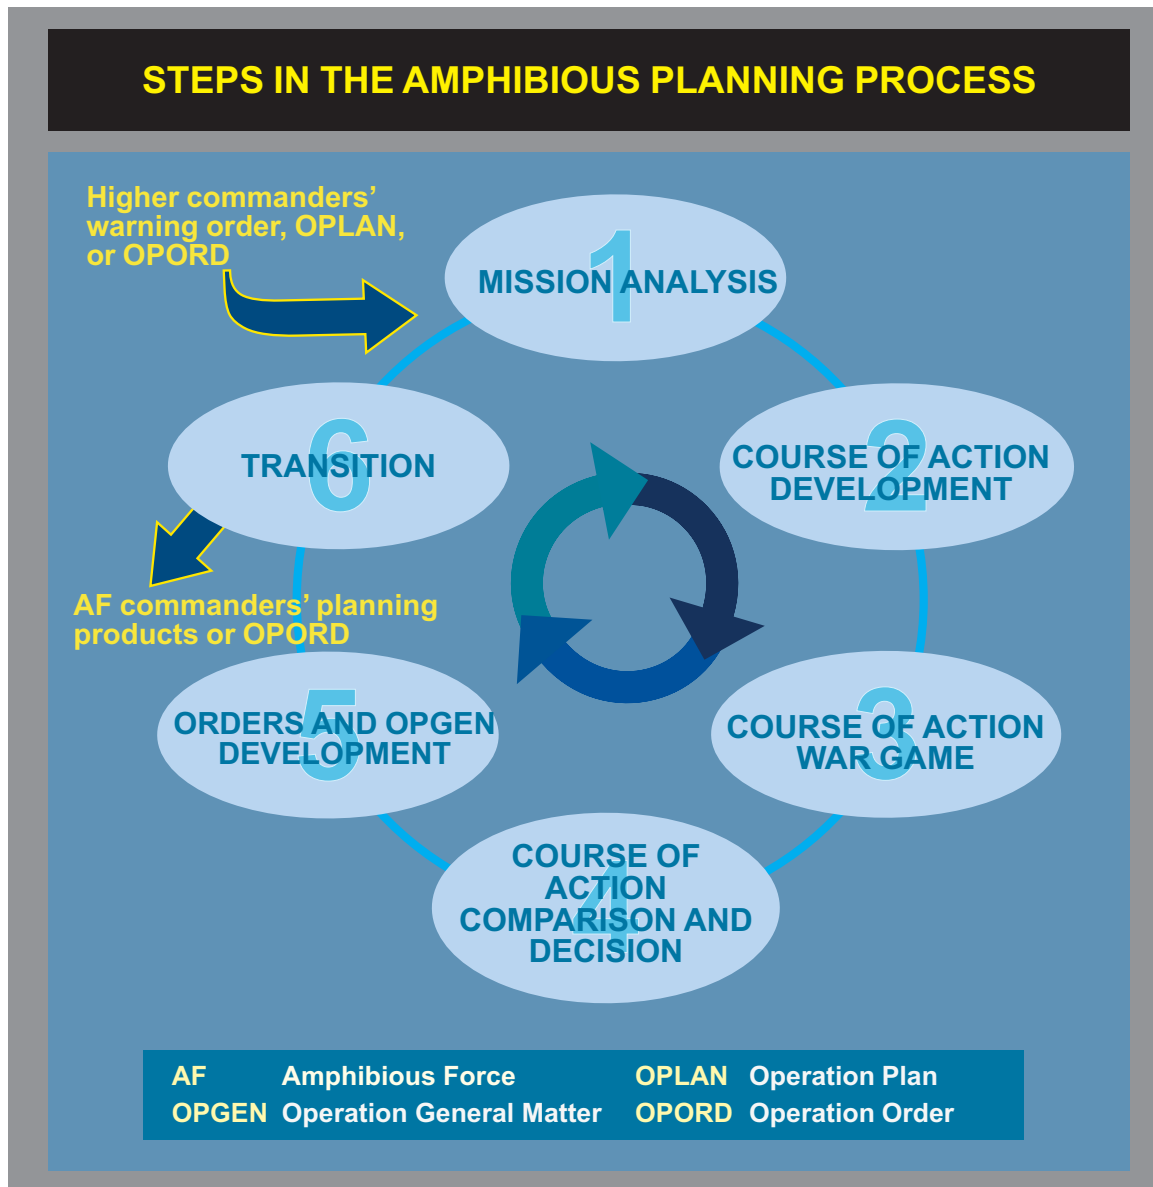 STEPS IN THE AMPHIBIOUS PLANNING PROCESS
Higher commanders’
warning order, OPLAN,
or OPORD
1
MISSION ANALYSIS
2
COURSE OF ACTION
DEVELOPMENT
3
COURSE OF ACTION
WAR GAME
4
COURSE OF
ACTION
COMPARISON AND
DECISION
5
ORDERS AND OPGEN
DEVELOPMENT
6
TRANSITION
AF commanders’ planning
products or OPORD
AF Amphibious Force
OPGEN Operation General Matter
OPLAN Operation Plan
OPORD Operation Order